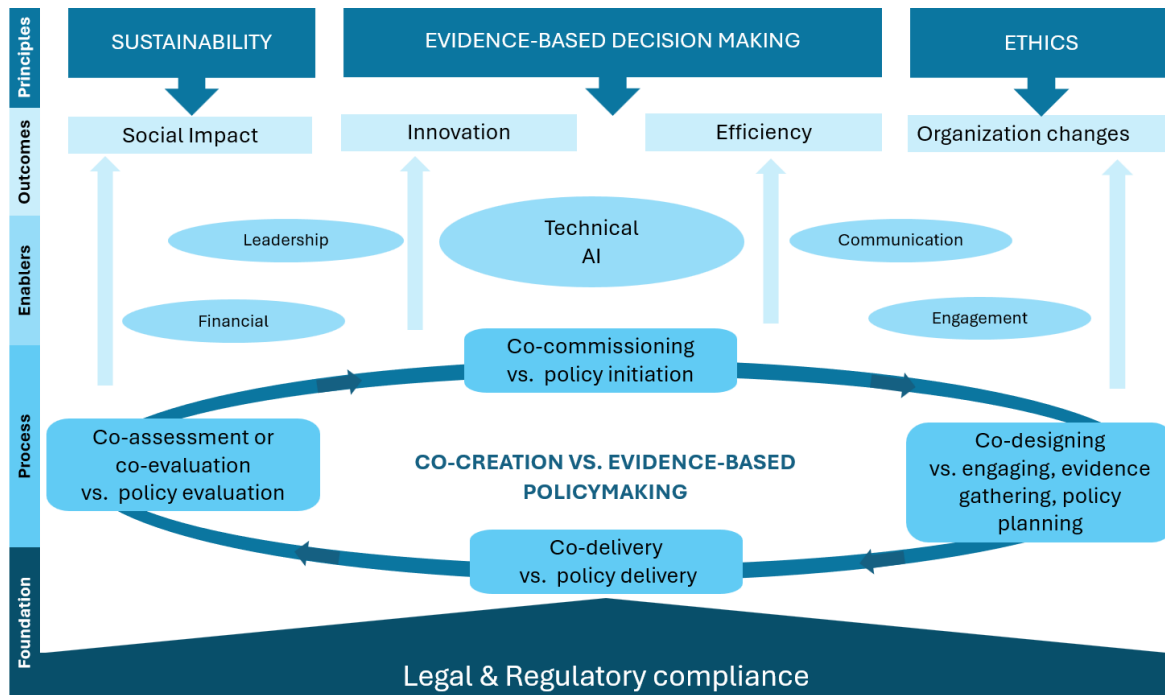 Principles
SUSTAINABILITY
EVIDENCE-BASED DECISION MAKING
ETHICS
Outcomes
Social Impact
Innovation
Efficiency
Organization changes
Enablers
Leadership
Technical
AI
Communication
Financial
Engagement
Process
Co-commissioning
vs. policy initiation
Co-assessment or
co-evaluation
vs. policy evaluation
CO-CREATION VS. EVIDENCE-BASED
POLICYMAKING
Co-designing
vs. engaging, evidence
gathering, policy
planning
Co-delivery
vs. policy delivery
Foundation
Legal & Regulatory compliance